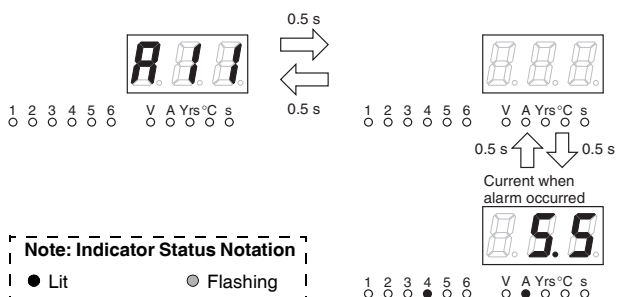 0.5 s
A11
0.5 s
1 2 3 4 5 6 V A Yrs °C s
1 2 3 4 5 6 V A Yrs °C s
0.5 s 0.5 s
Current when
alarm occurred
5.5
Note: Indicator Status Notation
Lit Flashing
1 2 3 4 5 6 V A Yrs °C s